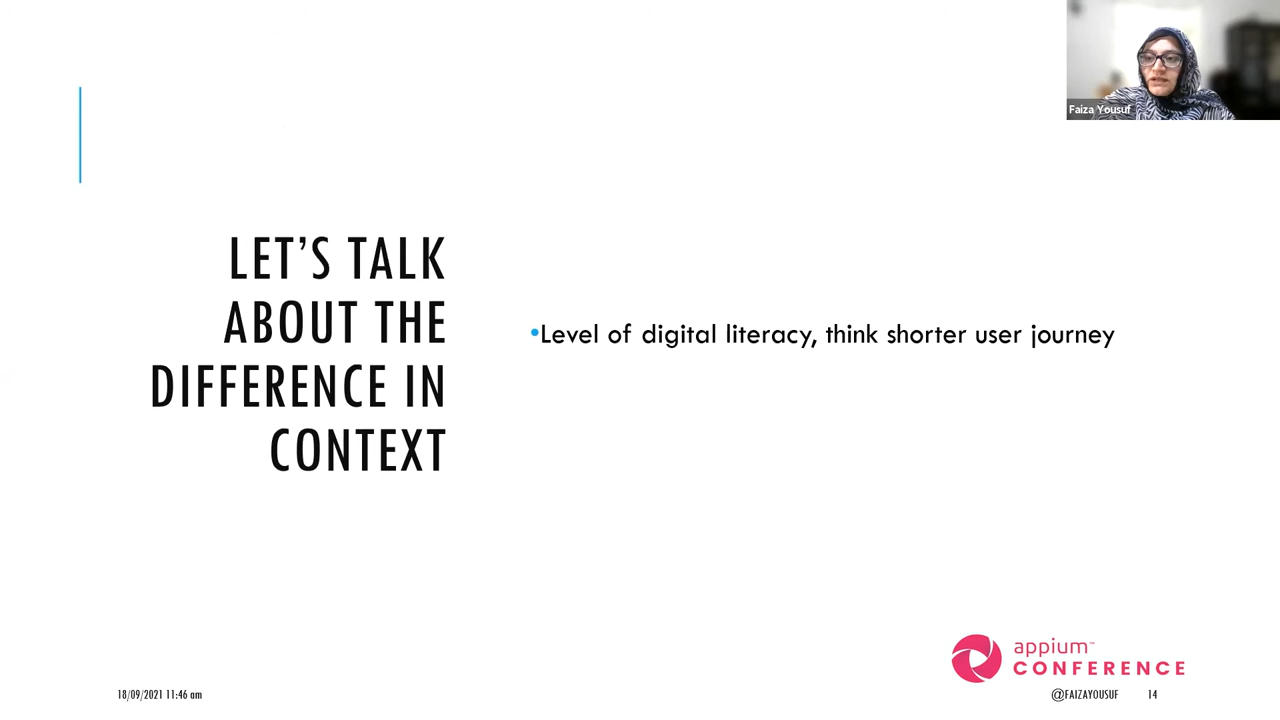 Faiza Yousuf
LET'S TALK
ABOUT THE
DIFFERENCE IN
CONTEXT
•Level of digital literacy, think shorter user journey
appium™
CONFERENCE
18/09/2021 11:46 am
@FAIZAYOUSUF
14